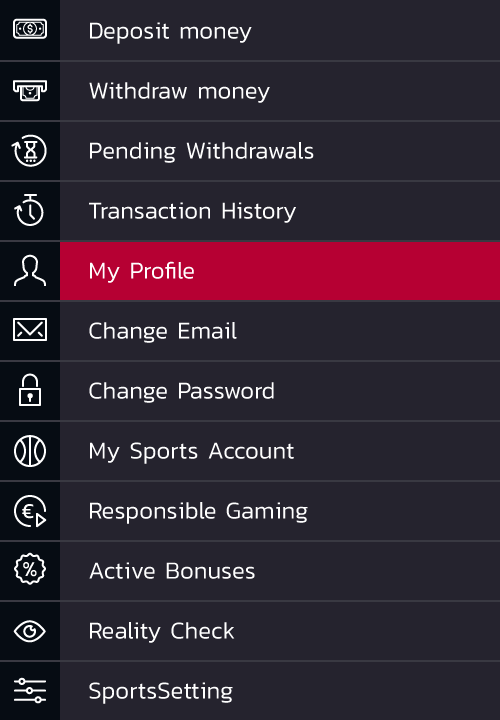 Deposit money
Withdraw money
Pending Withdrawals
Transaction History
My Profile
Change Email
Change Password
My Sports Account
Responsible Gaming
Active Bonuses
Reality Check
SportsSetting